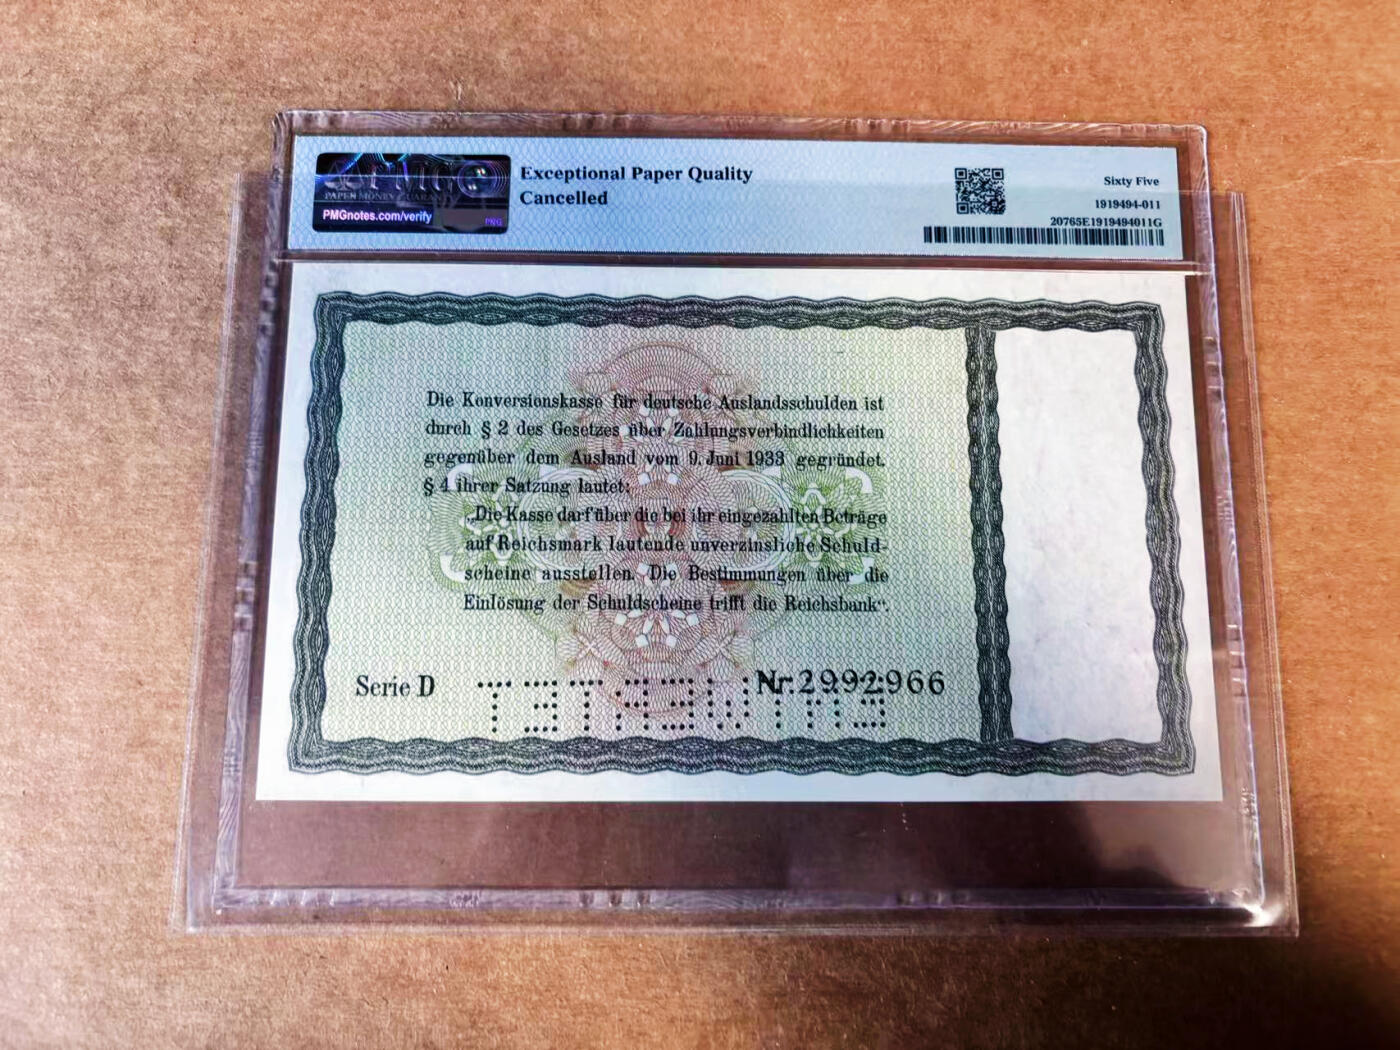 PMG
PAPER MONEY GUARANTY
PMGnotes.com/verify
PMG
Exceptional Paper Quality
Cancelled
Sixty Five
1919494-011
20765E1919494011G
Die Konversionskasse für deutsche Auslandsschulden ist
durch § 2 des Gesetzes über Zahlungsverbindlichkeiten
gegenüber dem Ausland vom 9. Juni 1933 gegründet.
§ 4 ihrer Satzung lautet:
„Die Kasse darf über die bei ihr eingezahlten Beträge
auf Reichsmark lautende unverzinsliche Schuld-
scheine ausstellen. Die Bestimmungen über die
Einlösung der Schuldscheine trifft die Reichsbank“.
Serie D
Nr. 2992966
ENTWERTET